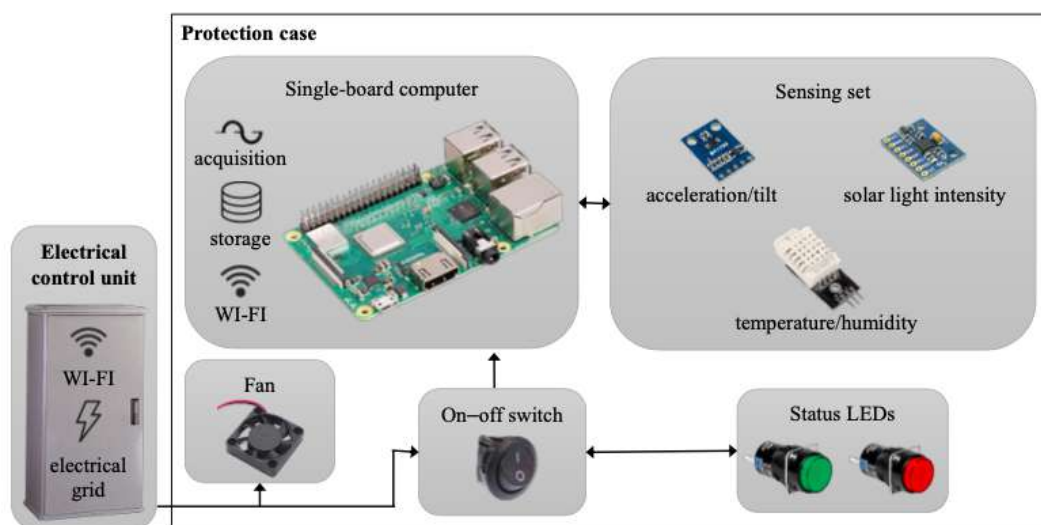 Protection case
Single-board computer
acquisition
storage
WI-FI
Sensing set
acceleration/tilt
solar light intensity
temperature/humidity
Electrical
control unit
WI-FI
electrical
grid
Fan
On–off switch
Status LEDs